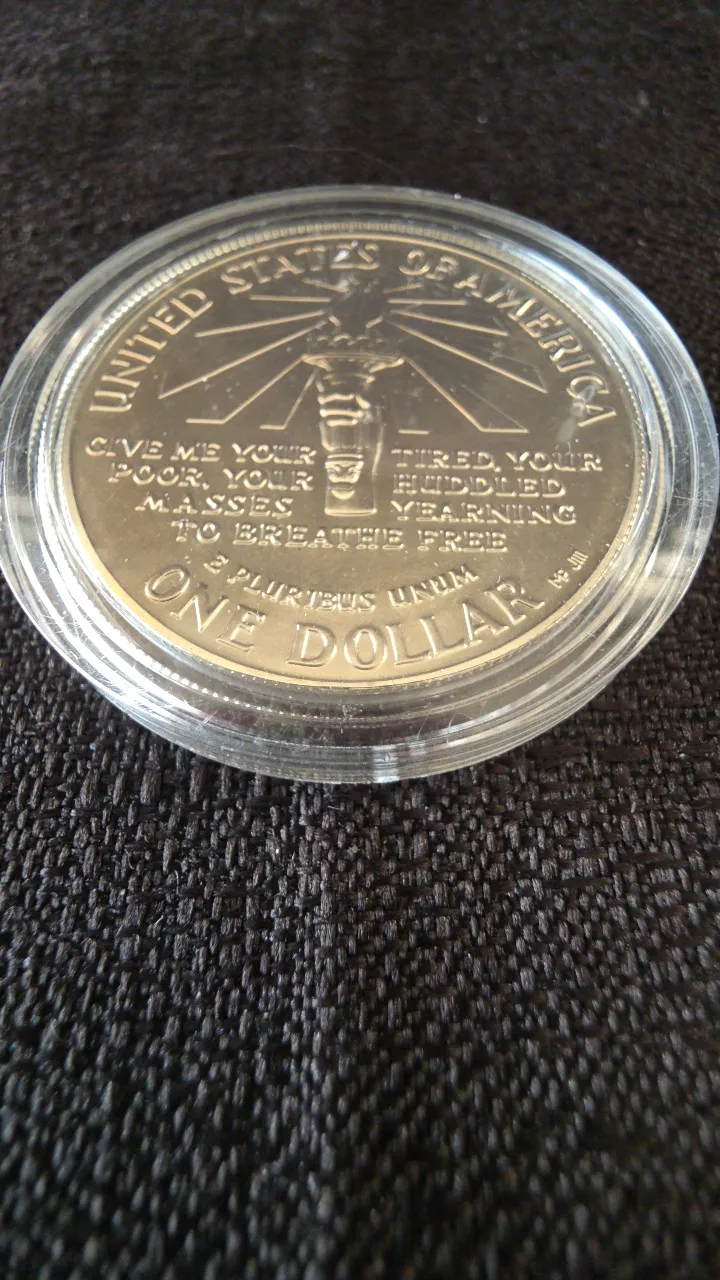 UNITED STATES OF AMERICA
GIVE ME YOUR TIRED, YOUR
POOR, YOUR HUDDLED
MASSES YEARNING
TO BREATHE FREE
E PLURIBUS UNUM
ONE DOLLAR